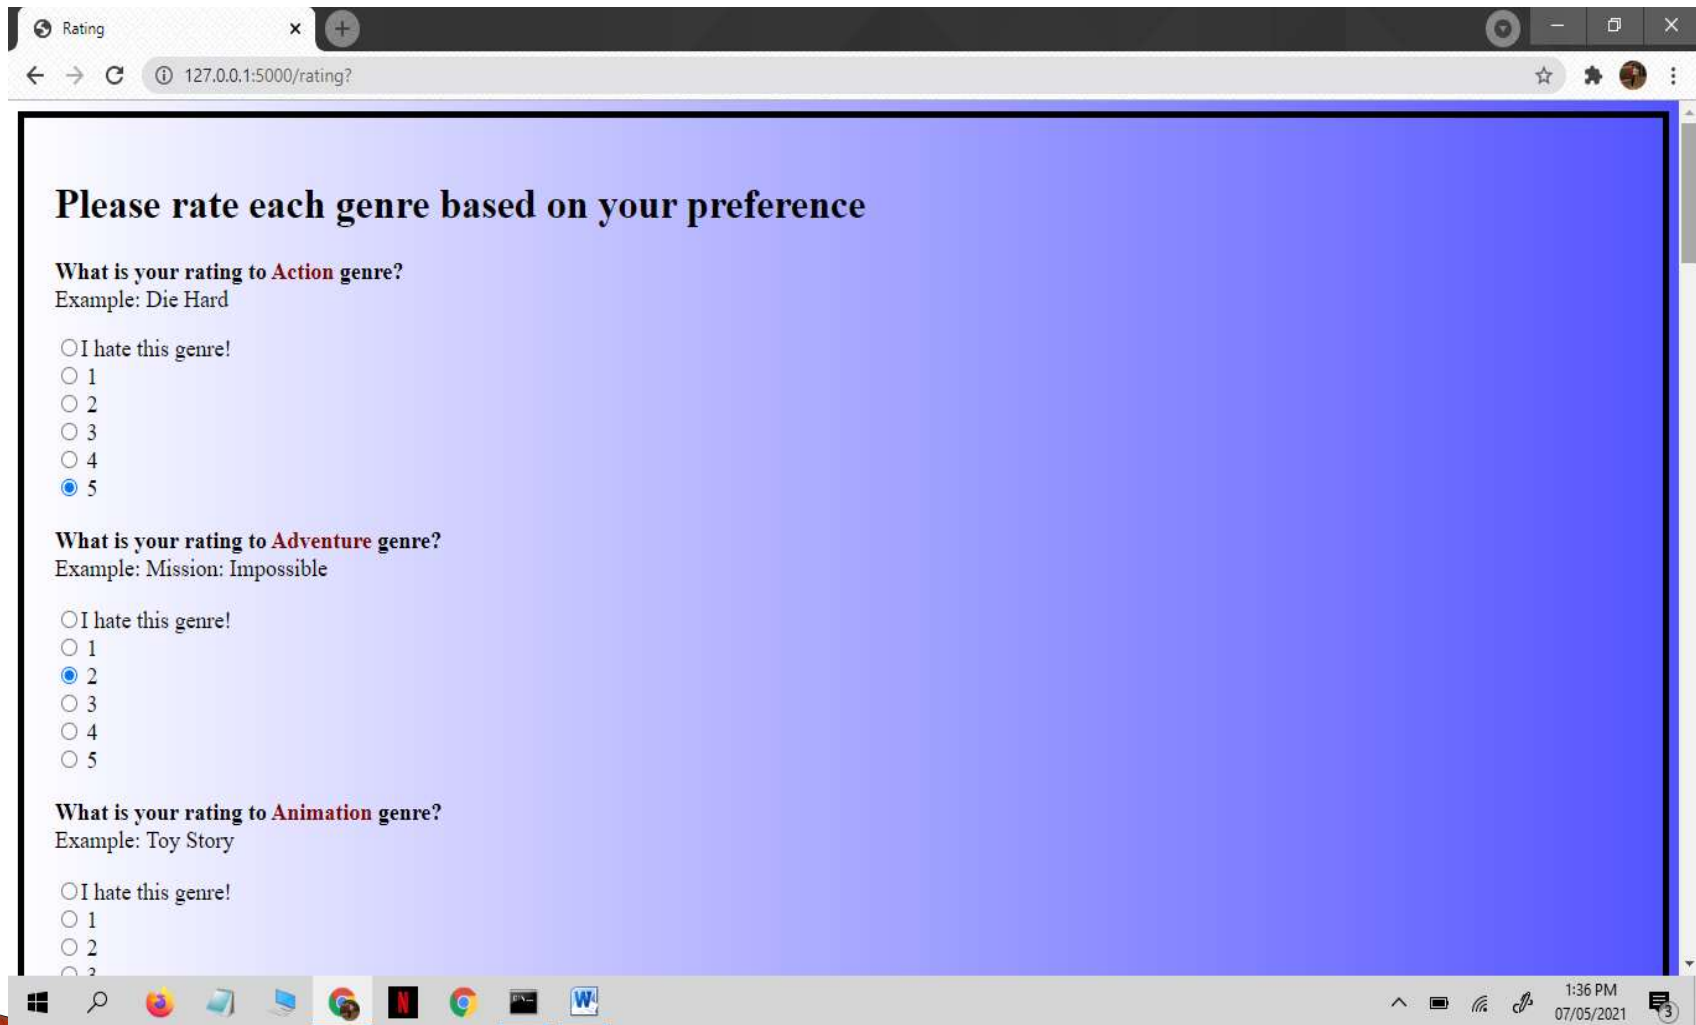 Rating
127.0.0.1:5000/rating?
Please rate each genre based on your preference
What is your rating to Action genre?
Example: Die Hard
I hate this genre!
1
2
3
4
5
What is your rating to Adventure genre?
Example: Mission: Impossible
I hate this genre!
1
2
3
4
5
What is your rating to Animation genre?
Example: Toy Story
I hate this genre!
1
2
3
1:36 PM
07/05/2021
3